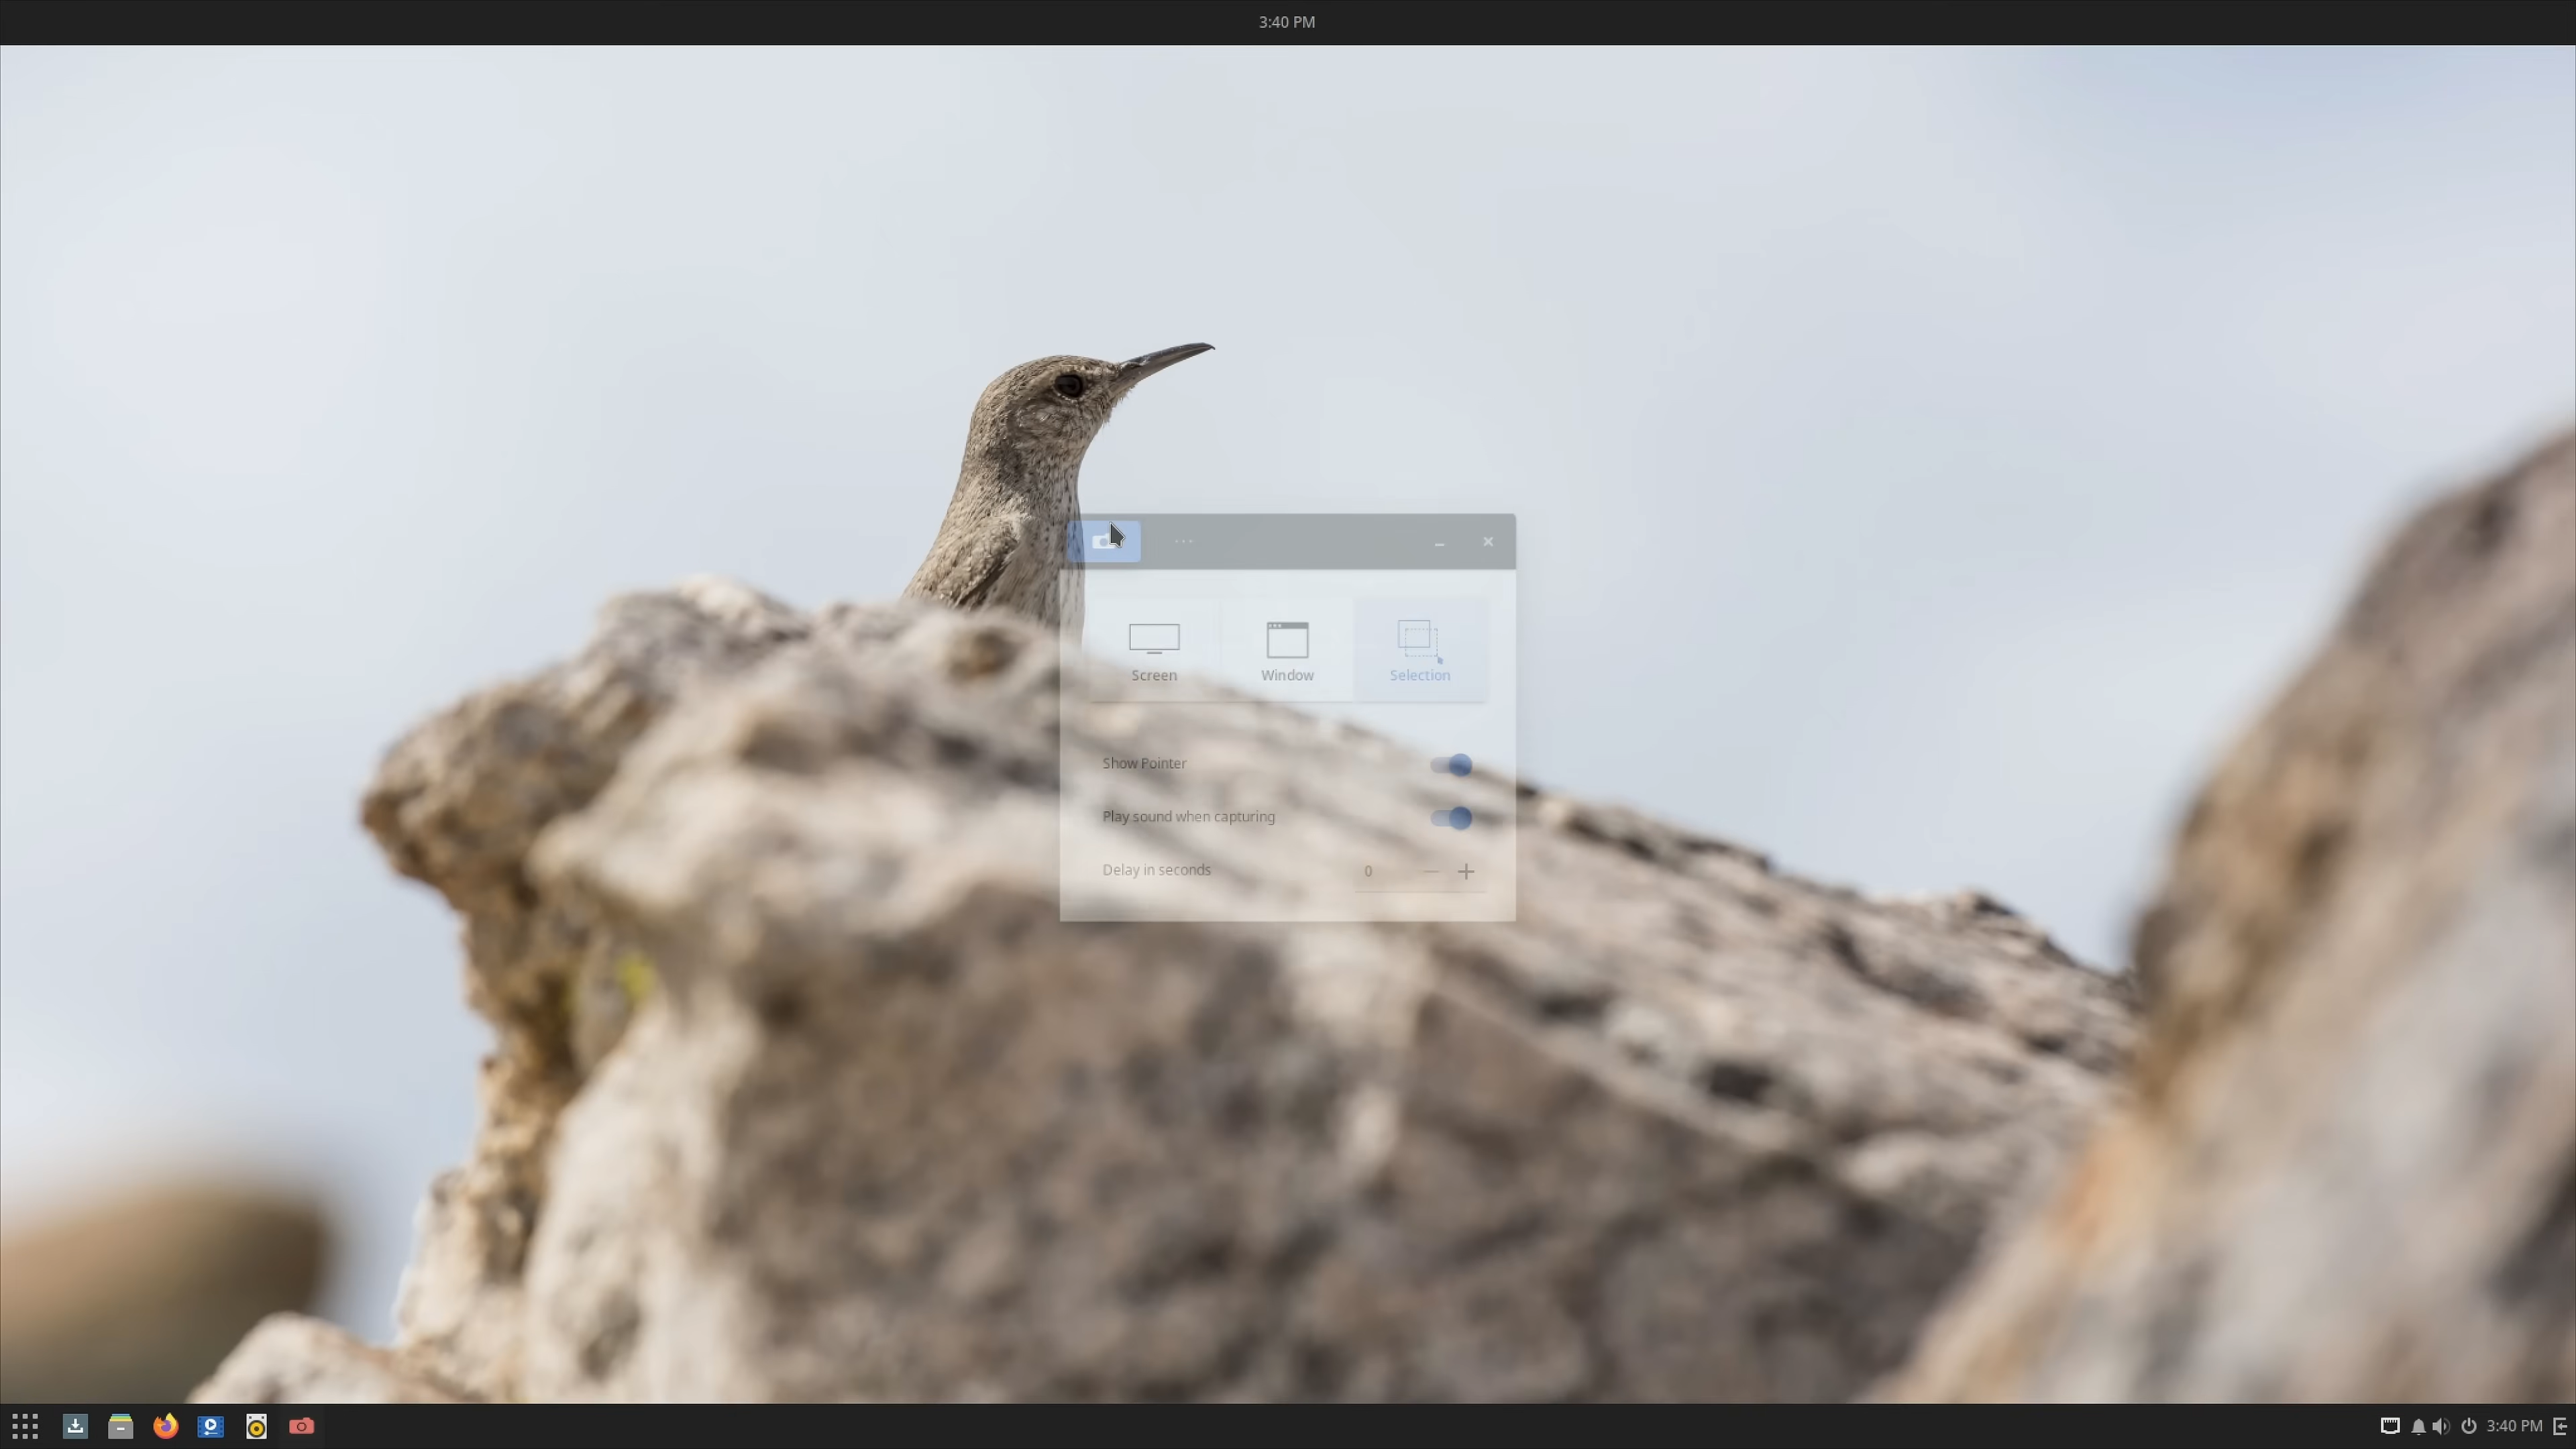 3:40 PM
Screen
Window
Selection
Show Pointer
Play sound when capturing
Delay in seconds 0
3:40 PM